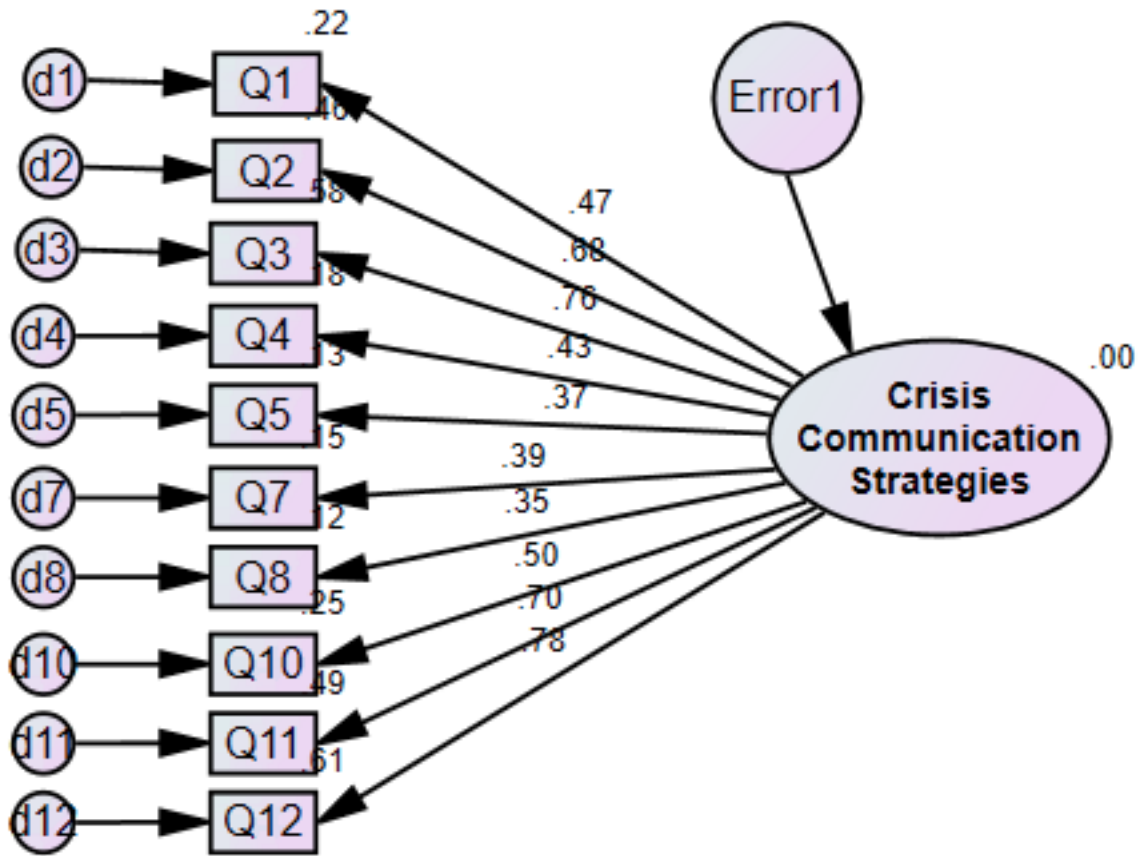 .22
d1
Q1
Error1
.46
d2
Q2
.58
.47
d3
Q3
.68
.18
.76
d4
Q4
.43
.13
.00
d5
Q5
.37
Crisis
Communication
Strategies
.15
.39
d7
Q7
.12
.35
d8
Q8
.50
.25
.70
d10
Q10
.78
.49
d11
Q11
.61
d12
Q12